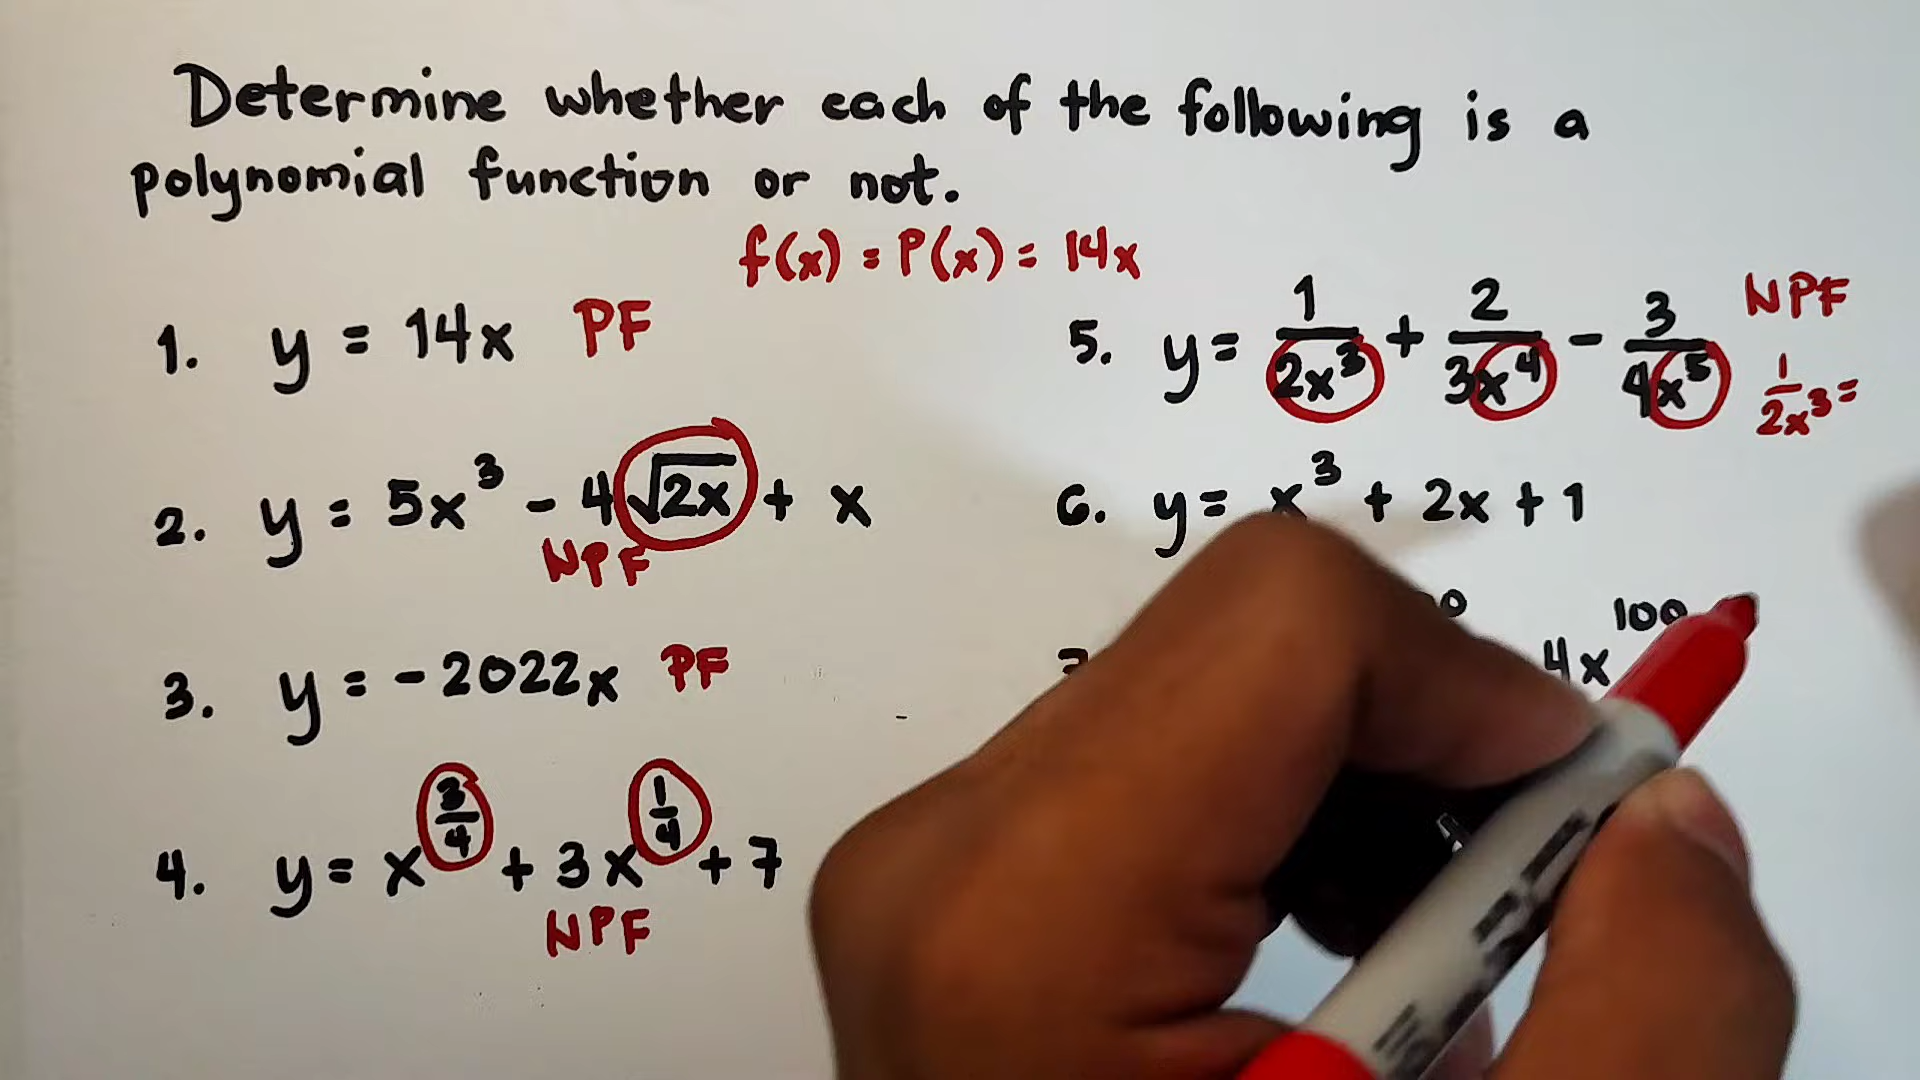 Determine whether each of the following is a
polynomial function or not.
f(x) = P(x) = 14x
1. y = 14x PF
2. y = 5x³ - 4√2x + x
NPF
3. y = -2022x PF
4. y = x^(3/4) + 3x^(1/4) + 7
NPF
5. y = 1/2x³ + 2/3x⁴ - 3/4x⁵ NPF
1/2x³ =
6. y = x³ + 2x + 1
4x¹⁰⁰